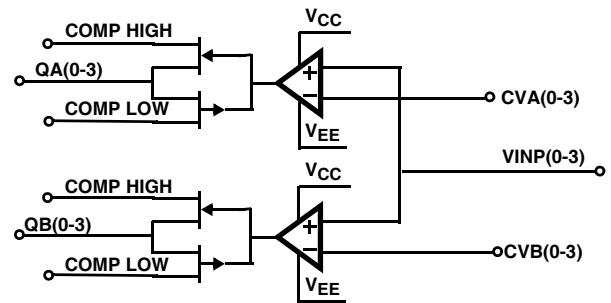 COMP HIGH
VCC
QA(0-3)
+
−
CVA(0-3)
COMP LOW
VEE
VINP(0-3)
VCC
COMP HIGH
QB(0-3)
+
−
CVB(0-3)
COMP LOW
VEE